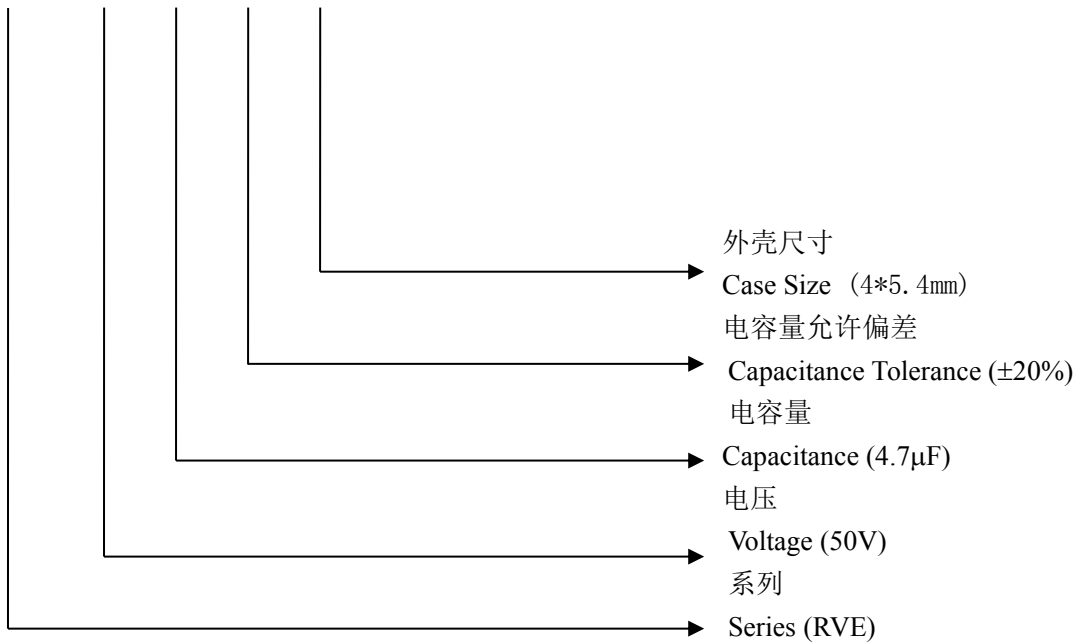 外壳尺寸
Case Size (4*5.4mm)
电容量允许偏差
Capacitance Tolerance (±20%)
电容量
Capacitance (4.7μF)
电压
Voltage (50V)
系列
Series (RVE)